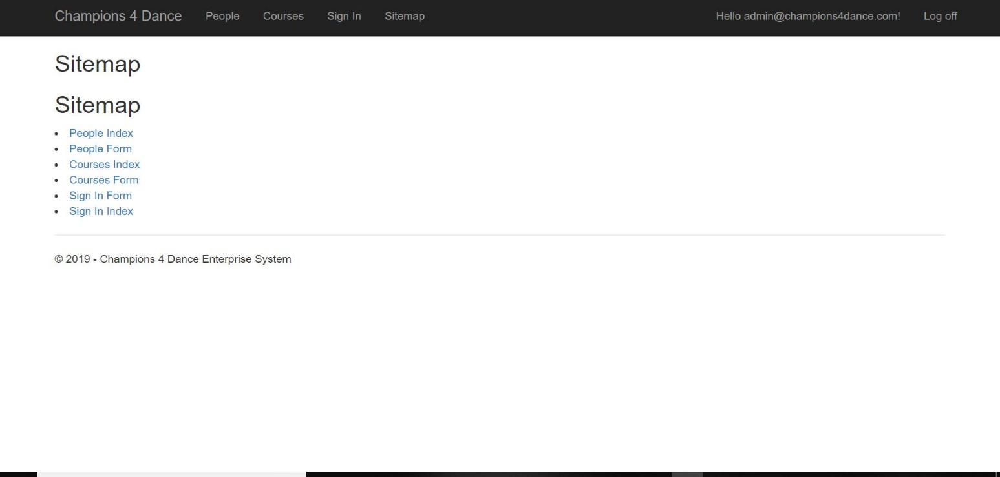 Champions 4 Dance People Courses Sign In Sitemap Hello admin@champions4dance.com! Log off
Sitemap
Sitemap
• People Index
• People Form
• Courses Index
• Courses Form
• Sign In Form
• Sign In Index
© 2019 - Champions 4 Dance Enterprise System